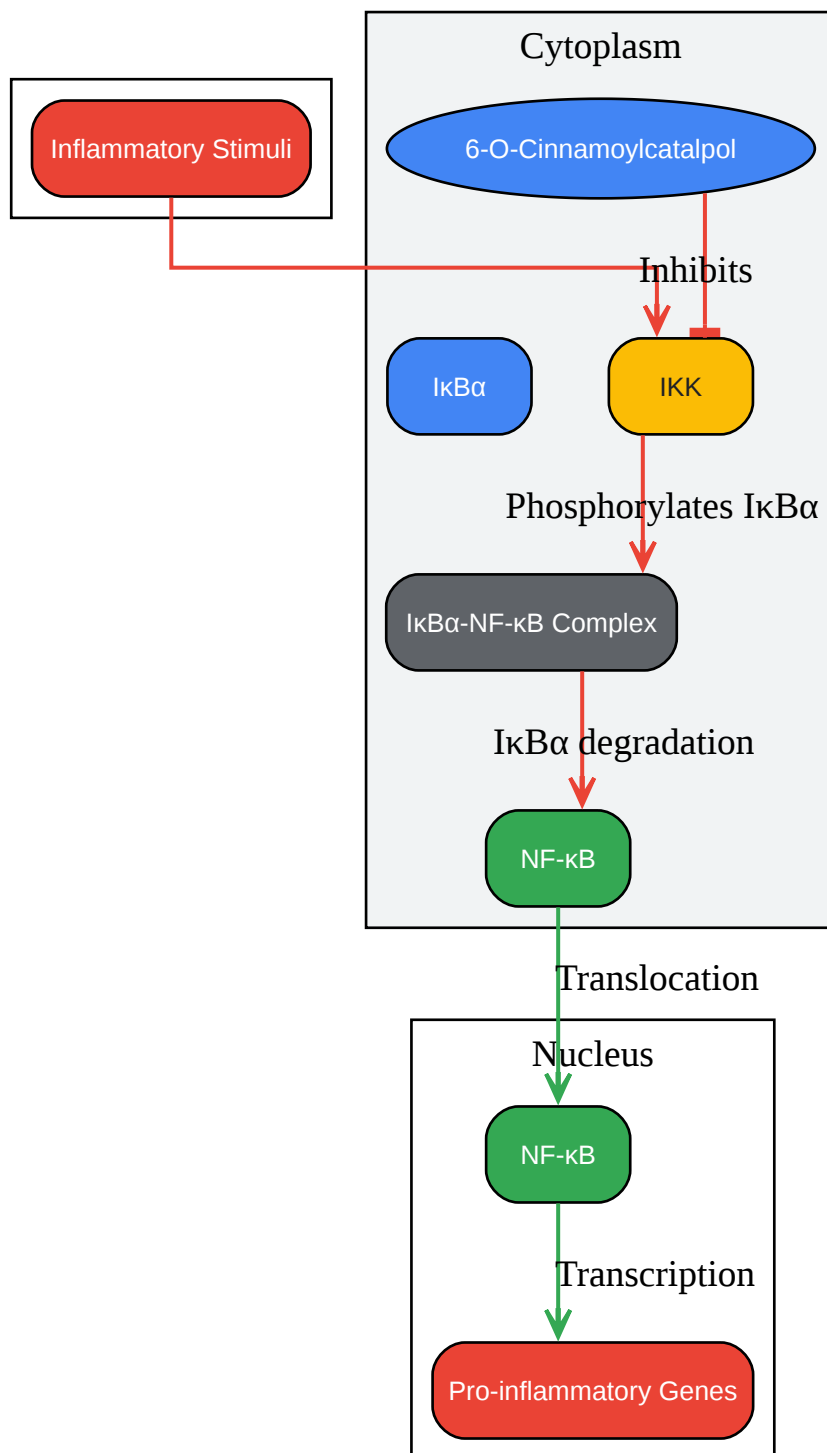 Cytoplasm
Inflammatory Stimuli
6-O-Cinnamoylcatalpol
Inhibits
IκBα
IKK
Phosphorylates IκBα
IκBα-NF-κB Complex
IκBα degradation
NF-κB
Translocation
Nucleus
NF-κB
Transcription
Pro-inflammatory Genes